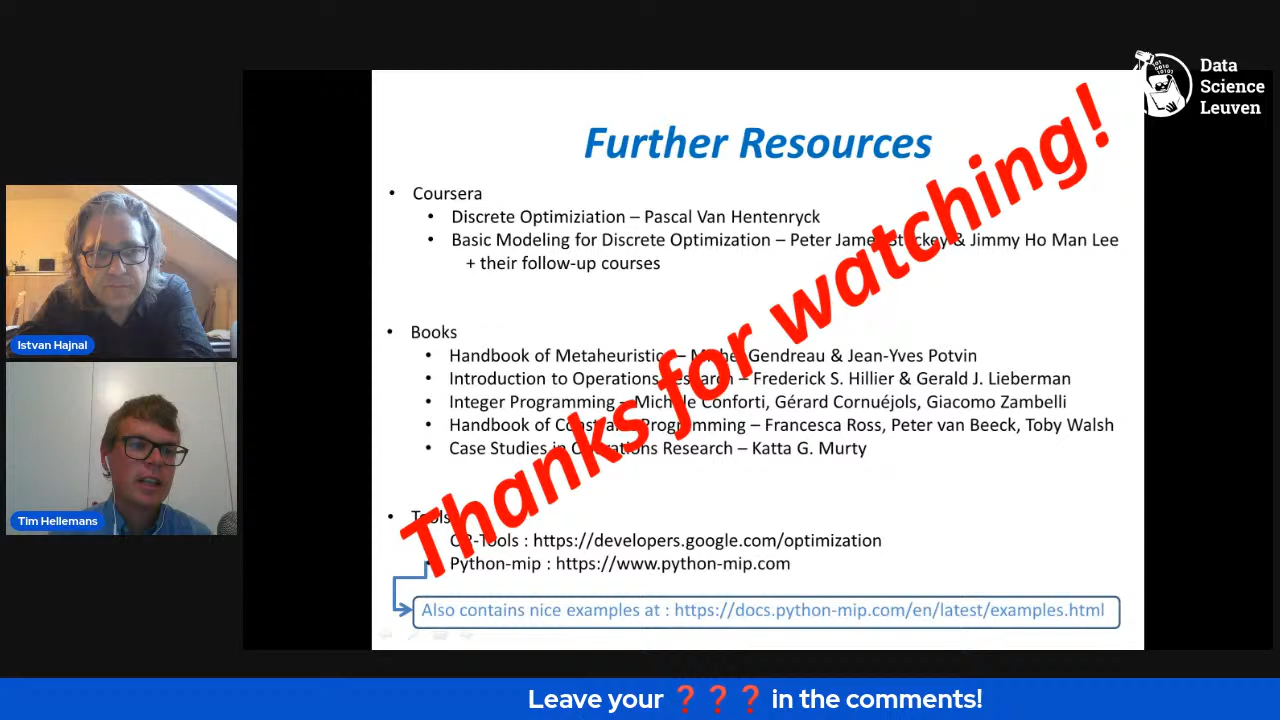 Data
Science
Leuven
Further Resources
• Coursera
• Discrete Optimiziation – Pascal Van Hentenryck
• Basic Modeling for Discrete Optimization – Peter James Stuckey & Jimmy Ho Man Lee
+ their follow-up courses
• Books
• Handbook of Metaheuristics – Michel Gendreau & Jean-Yves Potvin
• Introduction to Operations Research – Frederick S. Hillier & Gerald J. Lieberman
• Integer Programming – Michele Conforti, Gérard Cornuéjols, Giacomo Zambelli
• Handbook of Constraint Programming – Francesca Ross, Peter van Beeck, Toby Walsh
• Case Studies in Operations Research – Katta G. Murty
• Tools
OR-Tools : https://developers.google.com/optimization
• Python-mip : https://www.python-mip.com
Also contains nice examples at : https://docs.python-mip.com/en/latest/examples.html
Thanks for watching!
Istvan Hajnal
Tim Hellemans
Leave your ❓❓❓ in the comments!